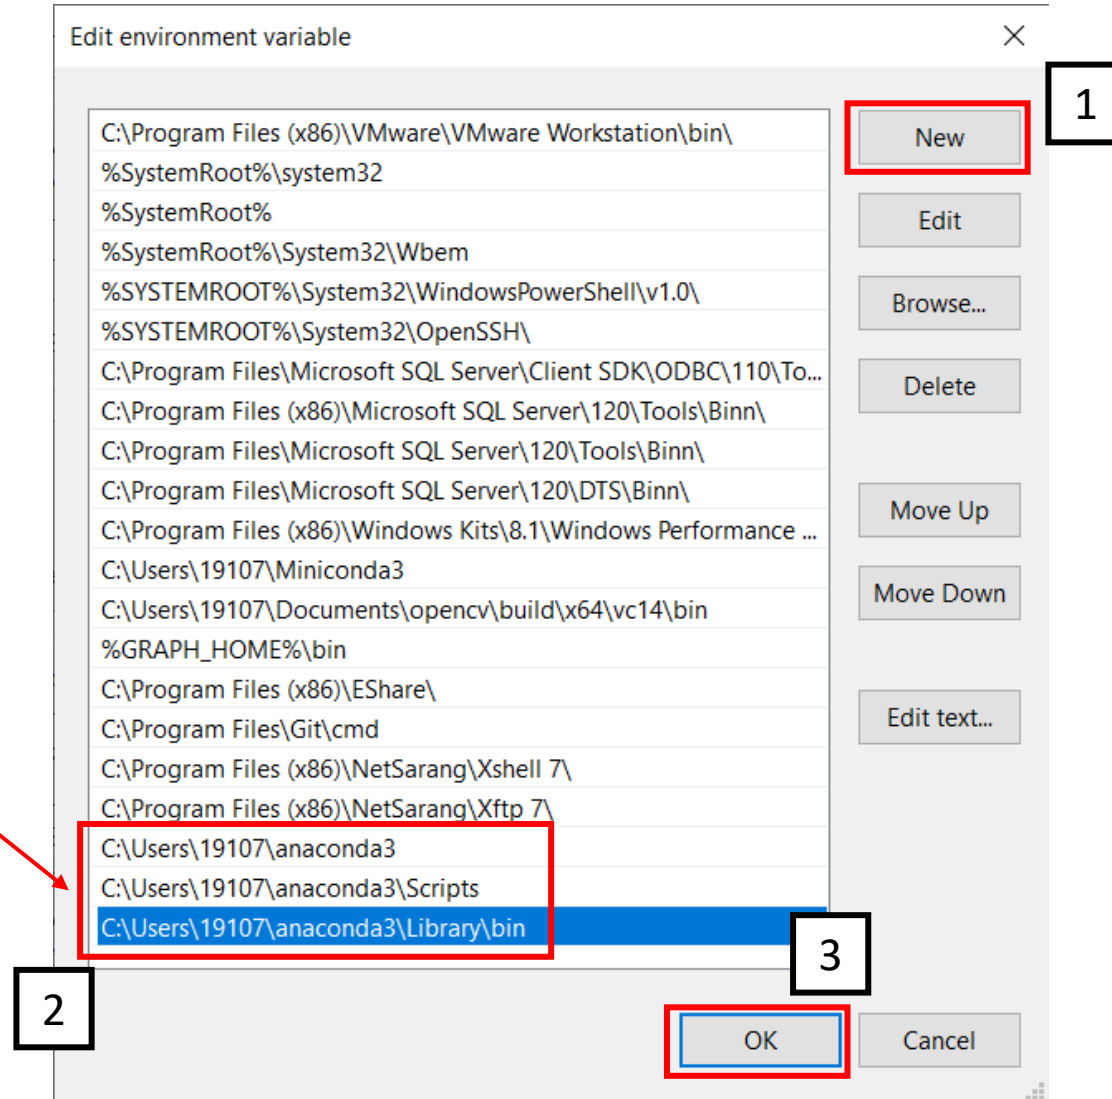 Edit environment variable
1
C:\Program Files (x86)\VMware\VMware Workstation\bin\
New
%SystemRoot%\system32
%SystemRoot%
Edit
%SystemRoot%\System32\Wbem
%SYSTEMROOT%\System32\WindowsPowerShell\v1.0\
Browse...
%SYSTEMROOT%\System32\OpenSSH\
C:\Program Files\Microsoft SQL Server\Client SDK\ODBC\110\To...
Delete
C:\Program Files (x86)\Microsoft SQL Server\120\Tools\Binn\
C:\Program Files\Microsoft SQL Server\120\Tools\Binn\
C:\Program Files\Microsoft SQL Server\120\DTS\Binn\
Move Up
C:\Program Files (x86)\Windows Kits\8.1\Windows Performance ...
C:\Users\19107\Miniconda3
Move Down
C:\Users\19107\Documents\opencv\build\x64\vc14\bin
%GRAPH_HOME%\bin
C:\Program Files (x86)\EShare\
Edit text...
C:\Program Files\Git\cmd
C:\Program Files (x86)\NetSarang\Xshell 7\
C:\Program Files (x86)\NetSarang\Xftp 7\
C:\Users\19107\anaconda3
C:\Users\19107\anaconda3\Scripts
C:\Users\19107\anaconda3\Library\bin
3
2
OK
Cancel